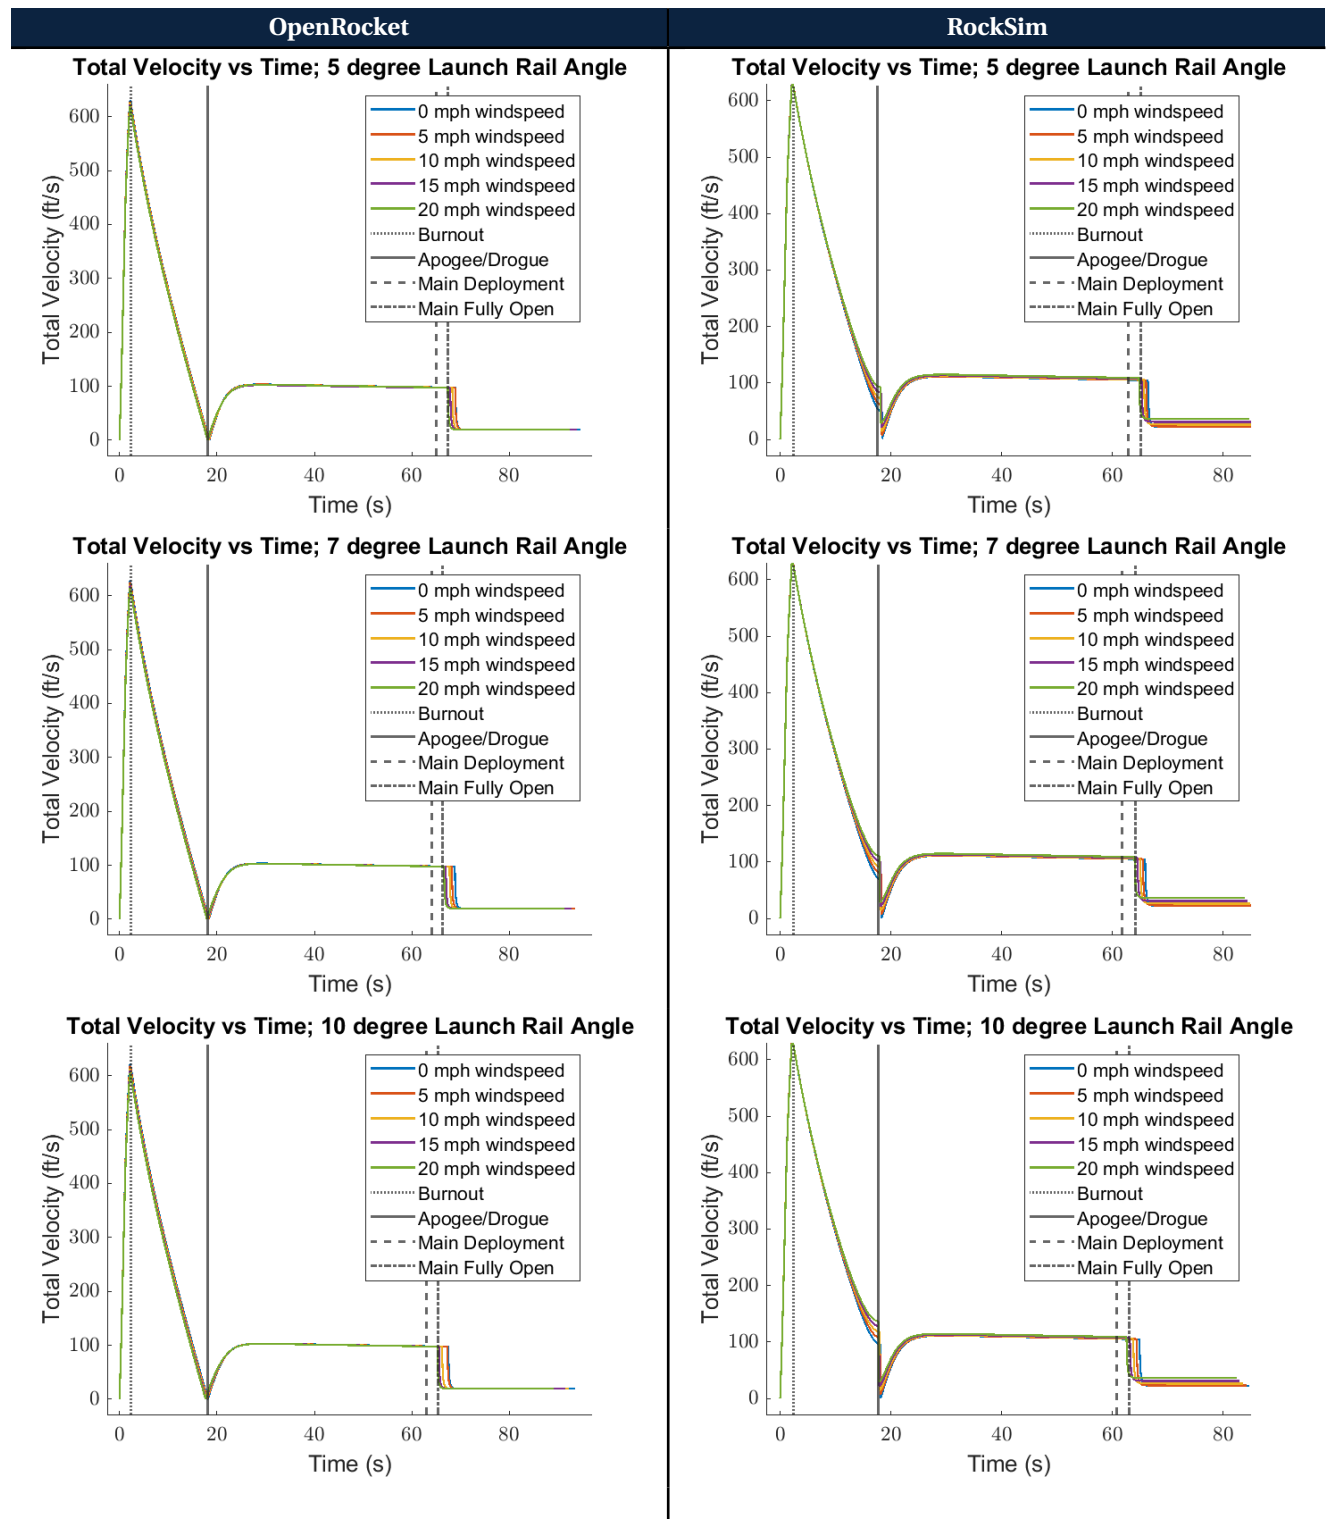 OpenRocket
RockSim
Total Velocity vs Time; 5 degree Launch Rail Angle
Total Velocity (ft/s)
600
500
400
300
200
100
0
0 20 40 60 80
Time (s)
0 mph windspeed
5 mph windspeed
10 mph windspeed
15 mph windspeed
20 mph windspeed
Burnout
Apogee/Drogue
Main Deployment
Main Fully Open
Total Velocity vs Time; 5 degree Launch Rail Angle
Total Velocity (ft/s)
600
500
400
300
200
100
0
0 20 40 60 80
Time (s)
0 mph windspeed
5 mph windspeed
10 mph windspeed
15 mph windspeed
20 mph windspeed
Burnout
Apogee/Drogue
Main Deployment
Main Fully Open
Total Velocity vs Time; 7 degree Launch Rail Angle
Total Velocity (ft/s)
600
500
400
300
200
100
0
0 20 40 60 80
Time (s)
0 mph windspeed
5 mph windspeed
10 mph windspeed
15 mph windspeed
20 mph windspeed
Burnout
Apogee/Drogue
Main Deployment
Main Fully Open
Total Velocity vs Time; 7 degree Launch Rail Angle
Total Velocity (ft/s)
600
500
400
300
200
100
0
0 20 40 60 80
Time (s)
0 mph windspeed
5 mph windspeed
10 mph windspeed
15 mph windspeed
20 mph windspeed
Burnout
Apogee/Drogue
Main Deployment
Main Fully Open
Total Velocity vs Time; 10 degree Launch Rail Angle
Total Velocity (ft/s)
600
500
400
300
200
100
0
0 20 40 60 80
Time (s)
0 mph windspeed
5 mph windspeed
10 mph windspeed
15 mph windspeed
20 mph windspeed
Burnout
Apogee/Drogue
Main Deployment
Main Fully Open
Total Velocity vs Time; 10 degree Launch Rail Angle
Total Velocity (ft/s)
600
500
400
300
200
100
0
0 20 40 60 80
Time (s)
0 mph windspeed
5 mph windspeed
10 mph windspeed
15 mph windspeed
20 mph windspeed
Burnout
Apogee/Drogue
Main Deployment
Main Fully Open